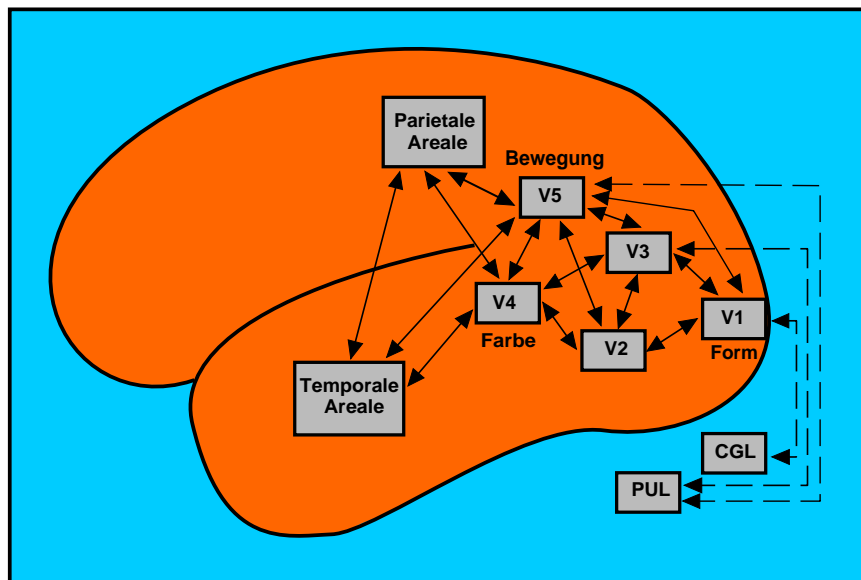 Parietale
Areale
Bewegung
V5
V3
V4
V1
Farbe
V2
Form
Temporale
Areale
CGL
PUL